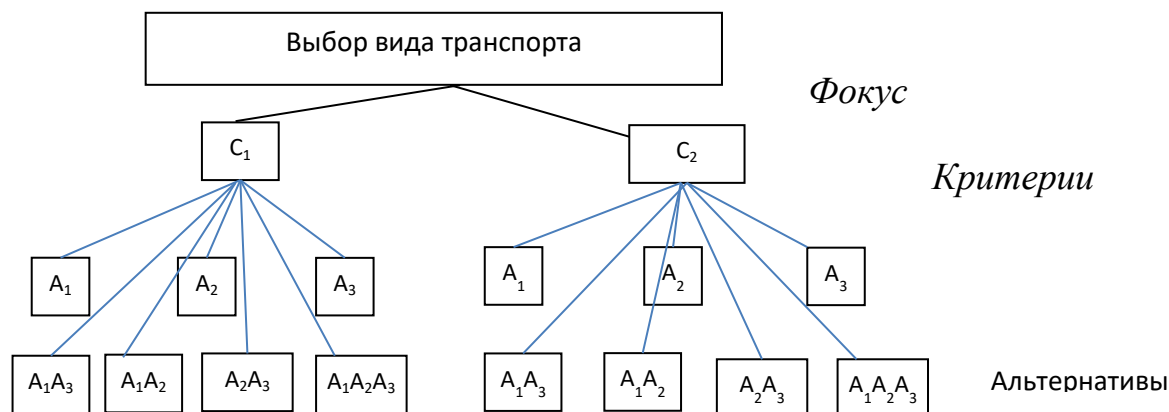 Выбор вида транспорта
Фокус
C₁
C₂
Критерии
A₁
A₂
A₃
A₁
A₂
A₃
A₁A₃
A₁A₂
A₂A₃
A₁A₂A₃
A₁A₃
A₁A₂
A₂A₃
A₁A₂A₃
Альтернативы